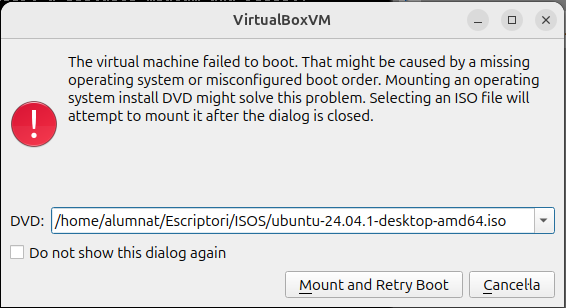 VirtualBoxVM
The virtual machine failed to boot. That might be caused by a missing
operating system or misconfigured boot order. Mounting an operating
system install DVD might solve this problem. Selecting an ISO file will
attempt to mount it after the dialog is closed.
DVD: /home/alumnat/Escriptori/ISOS/ubuntu-24.04.1-desktop-amd64.iso
Do not show this dialog again
Mount and Retry Boot Cancel·la